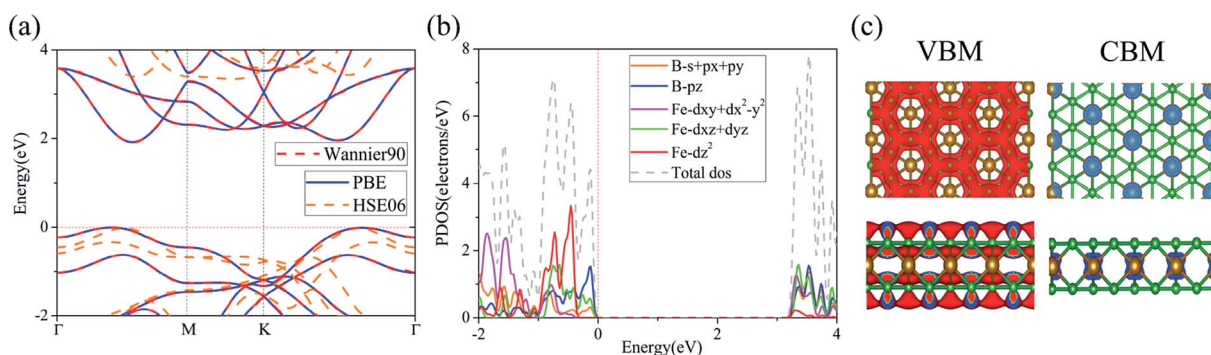 (a)
4
2
0
-2
Energy(eV)
Γ
M
K
Γ
Wannier90
PBE
HSE06
(b)
PDOS(electrons/eV)
8
6
4
2
0
-2
0
2
4
Energy(eV)
B-s+px+py
B-pz
Fe-dxy+dx²-y²
Fe-dxz+dyz
Fe-dz²
Total dos
(c)
VBM
CBM